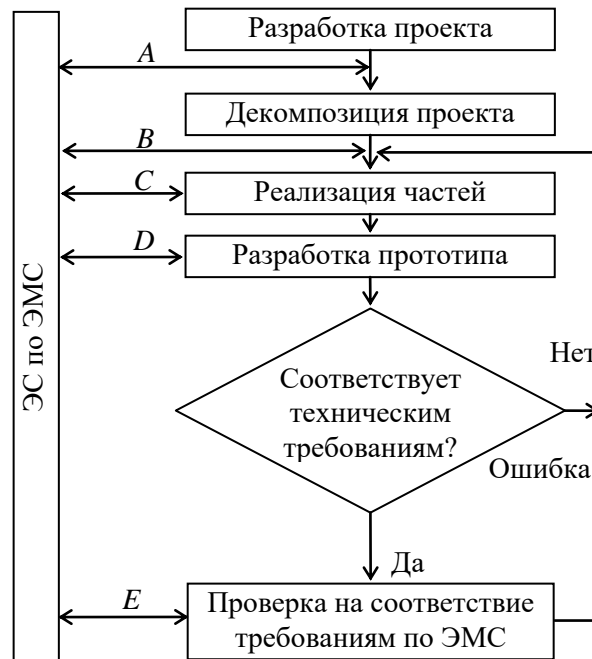 Разработка проекта
A
Декомпозиция проекта
B
C
Реализация частей
D
Разработка прототипа
ЭС по ЭМС
Нет
Соответствует
техническим
требованиям?
Ошибка
Да
E
Проверка на соответствие
требованиям по ЭМС